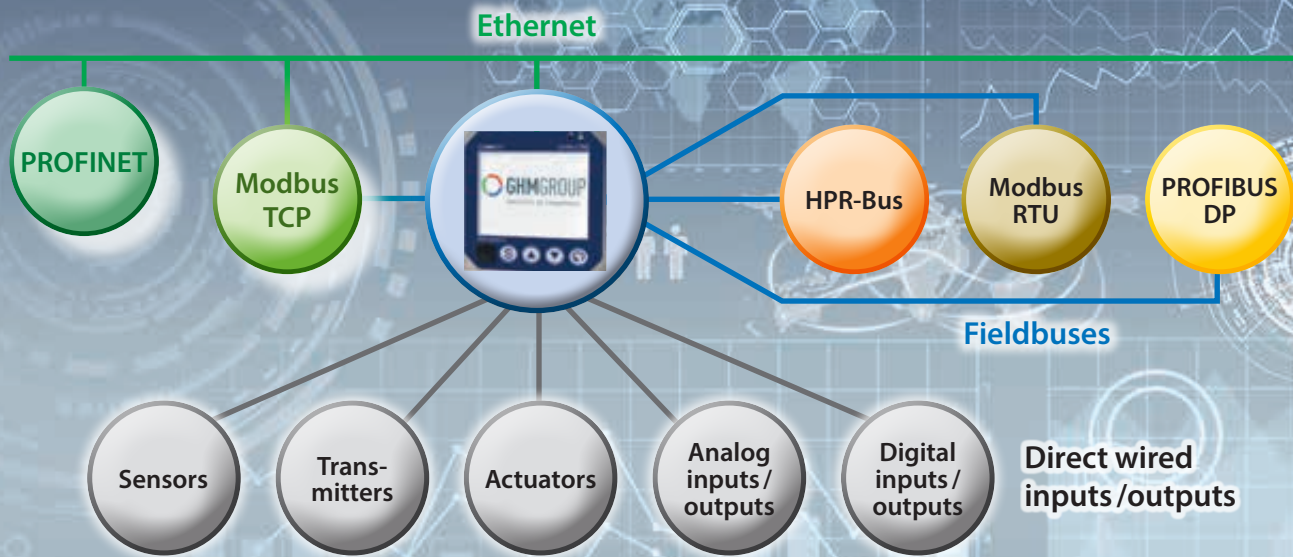 Ethernet
PROFINET
Modbus
TCP
GHMGROUP
HPR-Bus
Modbus
RTU
PROFIBUS
DP
Fieldbuses
Sensors
Trans-
mitters
Actuators
Analog
inputs/
outputs
Digital
inputs/
outputs
Direct wired
inputs/outputs